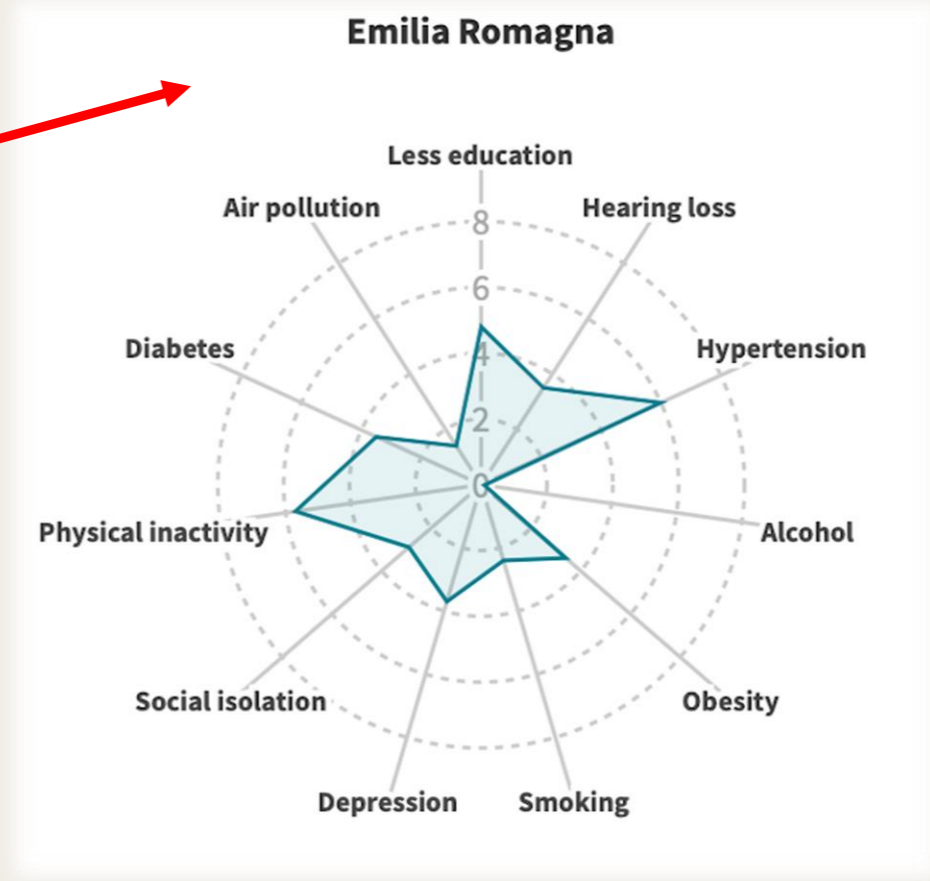 Emilia Romagna
Less education
Air pollution
Hearing loss
8
6
Diabetes
4
Hypertension
2
0
Physical inactivity
Alcohol
Social isolation
Obesity
Depression
Smoking